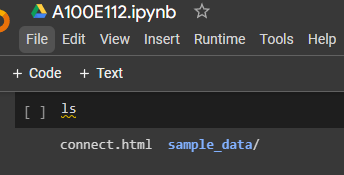 A100E112.ipynb
File Edit View Insert Runtime Tools Help
+ Code + Text
[ ] ls
connect.html sample_data/